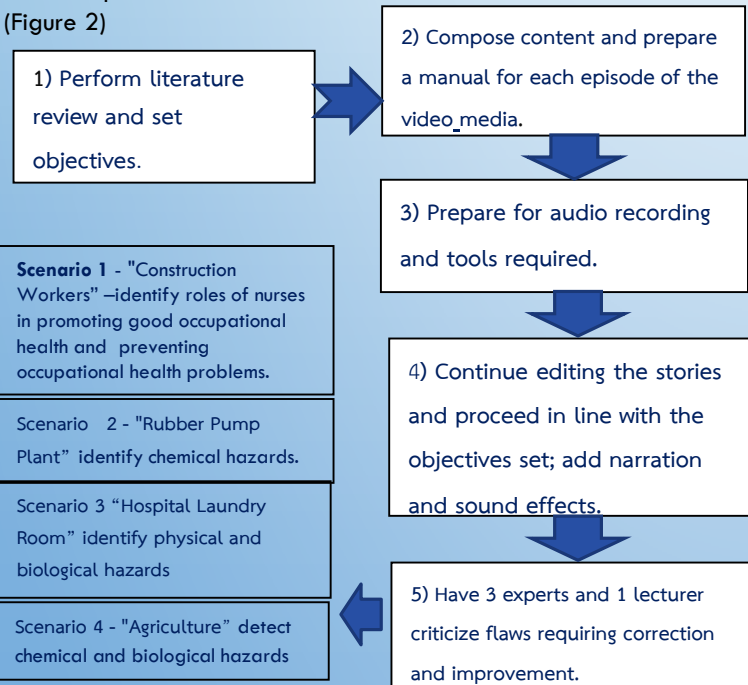 (Figure 2)
1) Perform literature
review and set
objectives.
2) Compose content and prepare
a manual for each episode of the
video media.
3) Prepare for audio recording
and tools required.
4) Continue editing the stories
and proceed in line with the
objectives set; add narration
and sound effects.
5) Have 3 experts and 1 lecturer
criticize flaws requiring correction
and improvement.
Scenario 1 - "Construction
Workers” –identify roles of nurses
in promoting good occupational
health and preventing
occupational health problems.
Scenario 2 - "Rubber Pump
Plant” identify chemical hazards.
Scenario 3 “Hospital Laundry
Room” identify physical and
biological hazards
Scenario 4 - "Agriculture” detect
chemical and biological hazards